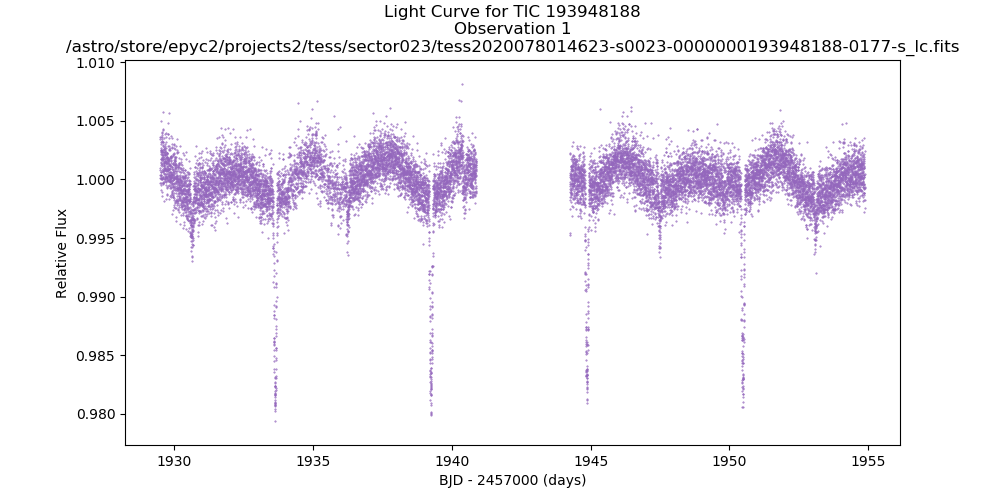 Light Curve for TIC 193948188
Observation 1
/astro/store/epyc2/projects2/tess/sector023/tess2020078014623-s0023-0000000193948188-0177-s_lc.fits
1.010
1.005
1.000
0.995
0.990
0.985
0.980
Relative Flux
1930
1935
1940
1945
1950
1955
BJD - 2457000 (days)